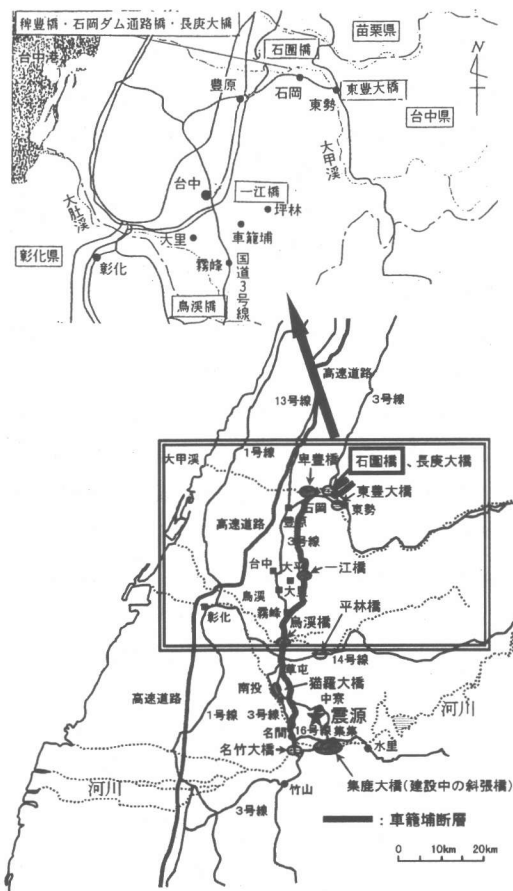 稗豊橋・石岡ダム通路橋・長庚大橋
台中港
石圍橋
苗栗県
豊原
石岡
東勢
東豊大橋
台中県
N
大甲溪
台中
一江橋
坪林
大肚溪
大里
車籠埔
彰化県
彰化
霧峰
国道3号線
烏溪橋
高速道路
13号線
3号線
1号線
大甲溪
卑豊橋
石圍橋、長庚大橋
東豊大橋
石岡
東勢
豊原
3号線
高速道路
台中
大平
一江橋
大里
烏溪
霧峰
彰化
烏溪橋
平林橋
14号線
草屯
猫羅大橋
南投
中寮
高速道路
1号線
3号線
震源
河川
名間
16号線
集集
水里
名竹大橋
集鹿大橋(建設中の斜張橋)
河川
竹山
3号線
:車籠埔断層
0 10km 20km